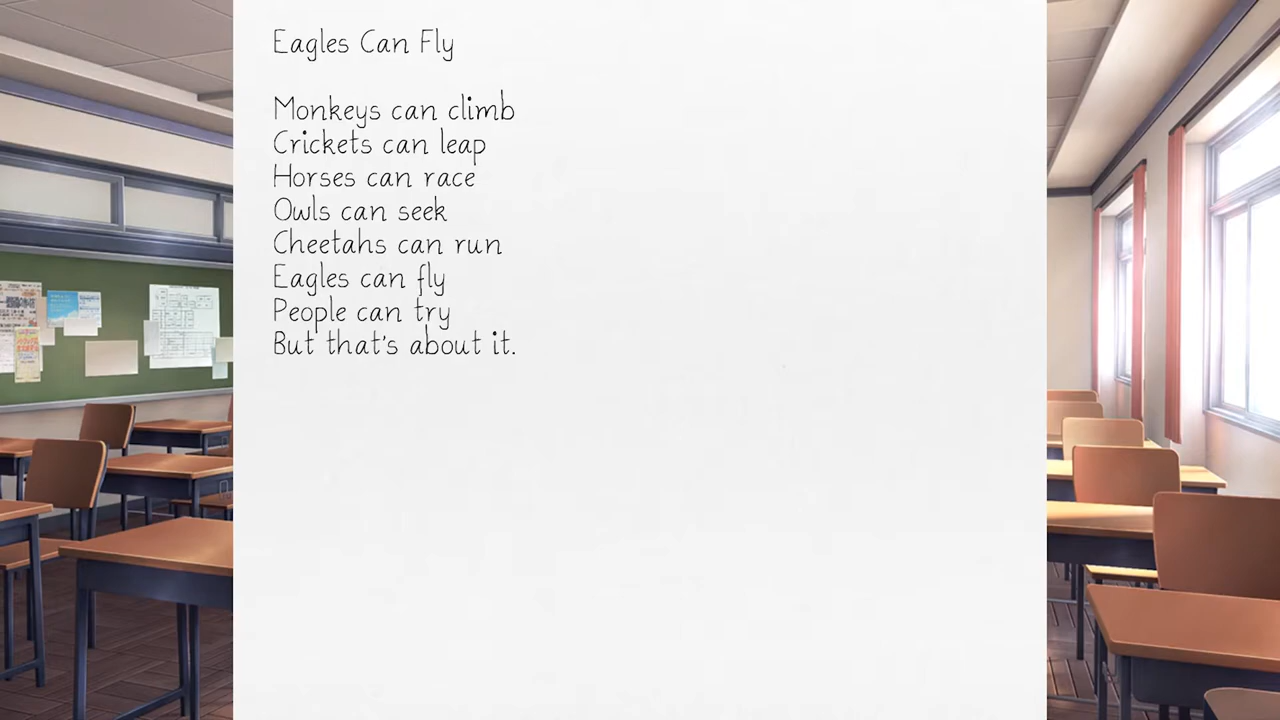 Eagles Can Fly
Monkeys can climb
Crickets can leap
Horses can race
Owls can seek
Cheetahs can run
Eagles can fly
People can try
But that's about it.